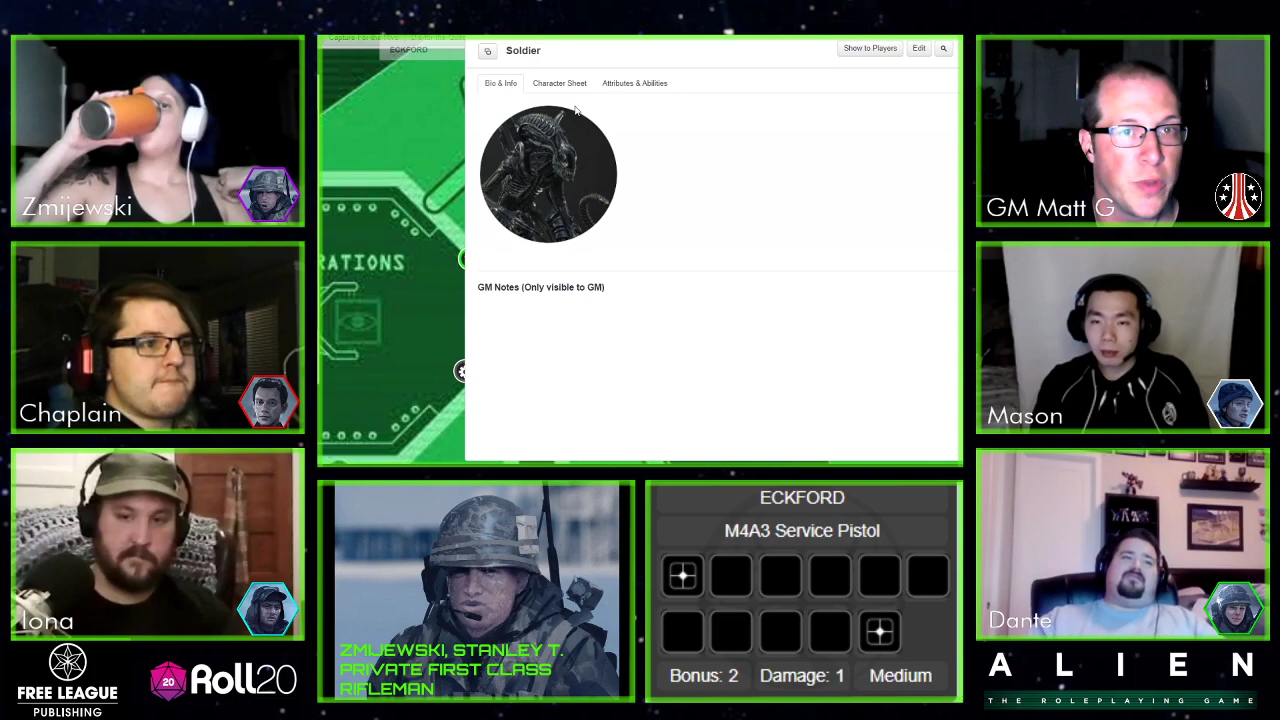 Zmijewski
Chaplain
Iona
FREE LEAGUE
PUBLISHING
20
Roll20
ECKFORD
Soldier
Show to Players
Edit
Bio & Info
Character Sheet
Attributes & Abilities
RATIONS
GM Notes (Only visible to GM)
ZMIJEWSKI, STANLEY T.
PRIVATE FIRST CLASS
RIFLEMAN
ECKFORD
M4A3 Service Pistol
Bonus: 2
Damage: 1
Medium
GM Matt G
Mason
Dante
ALIEN
THE ROLEPLAYING GAME